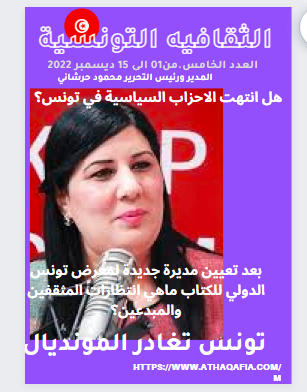 الثقافيه التونسية
العدد الخامس.من01 الى 15 ديسمبر 2022
المدير ورئيس التحرير محمود حرشاني
هل انتهت الاحزاب السياسية في تونس؟
بعد تعيين مديرة جديدة لمعرض تونس
الدولي للكتاب ماهي انتظارات المثقفين
والمبدعين؟
تونس تغادر المونديال
HTTPS://WWW.ATHAQAFIA.COM/
M